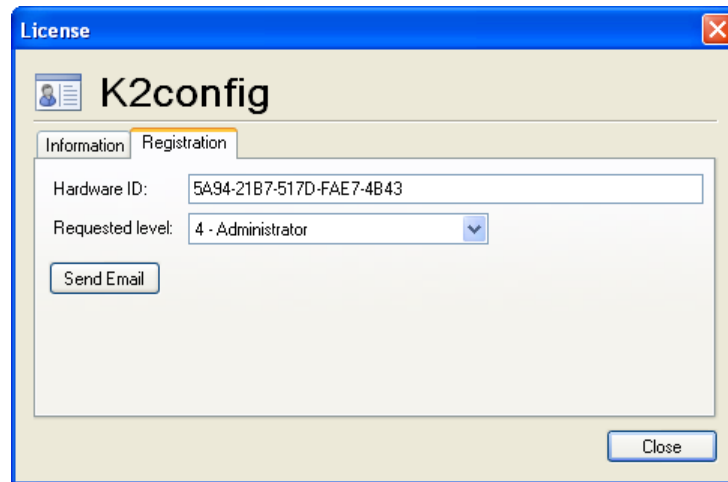 License
K2config
Information Registration
Hardware ID: 5A94-21B7-517D-FAE7-4B43
Requested level: 4 - Administrator
Send Email
Close